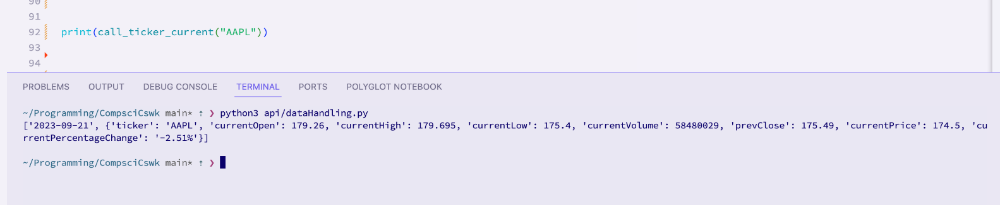 90
91
92 print(call_ticker_current("AAPL"))
93
94
PROBLEMS OUTPUT DEBUG CONSOLE TERMINAL PORTS POLYGLOT NOTEBOOK
~/Programming/CompsciCswk main* ↑ ❯ python3 api/dataHandling.py
['2023-09-21', {'ticker': 'AAPL', 'currentOpen': 179.26, 'currentHigh': 179.695, 'currentLow': 175.4, 'currentVolume': 58480029, 'prevClose': 175.49, 'currentPrice': 174.5, 'cu
rrentPercentageChange': '-2.51%'}]
~/Programming/CompsciCswk main* ↑ ❯